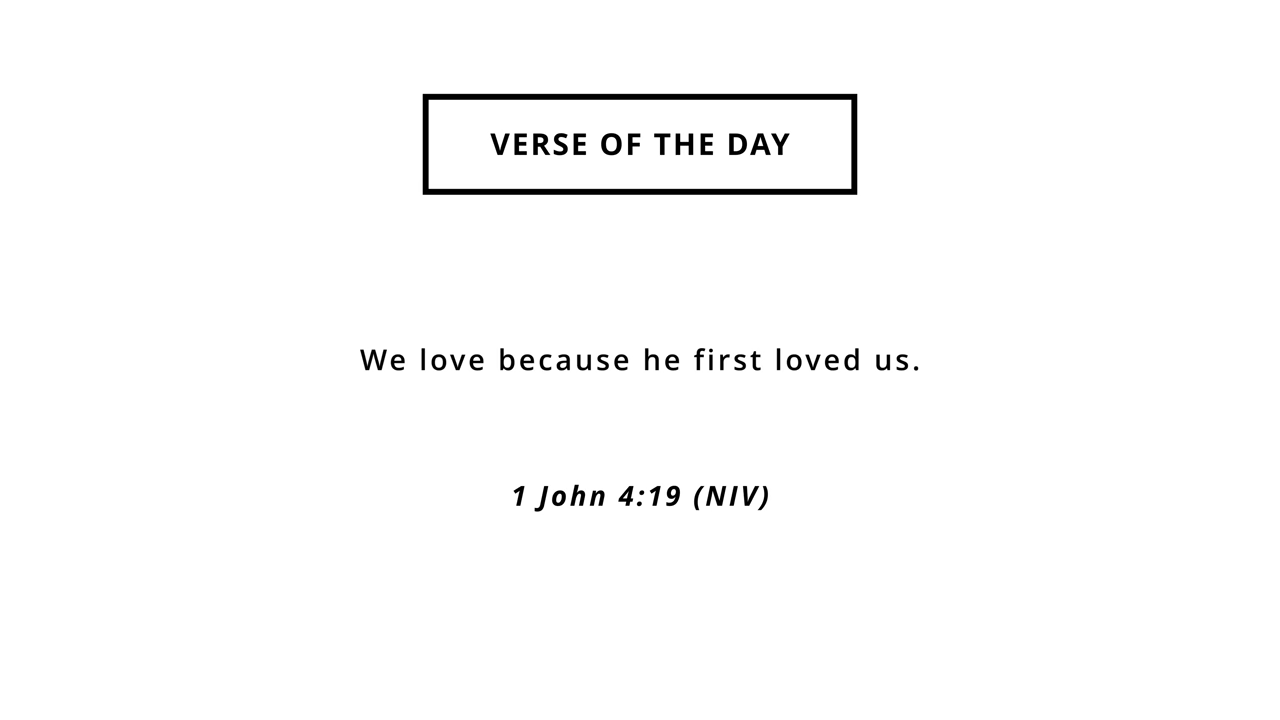 VERSE OF THE DAY
We love because he first loved us.
1 John 4:19 (NIV)